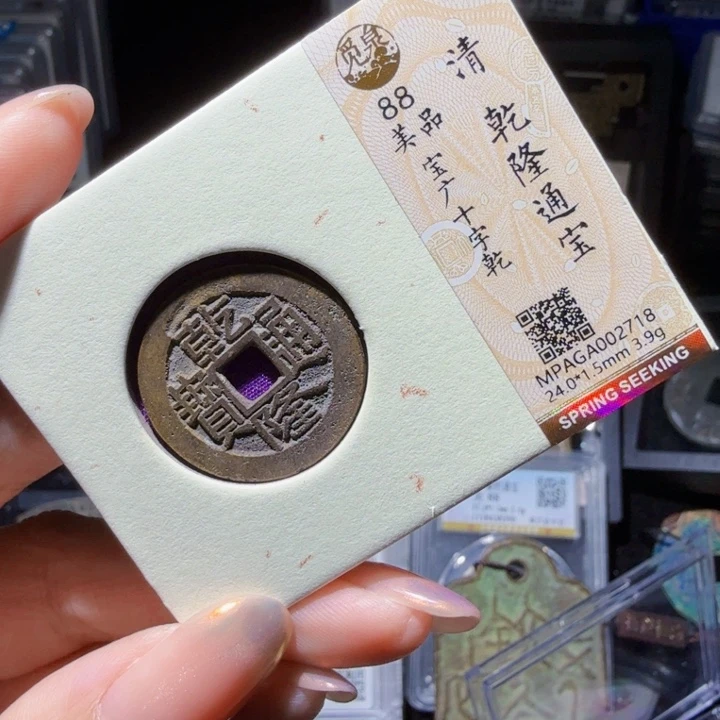 觅泉
清 乾隆通宝
88
美品 宝广十字乾
MPAGA002718
24.0*1.5mm 3.9g
SPRING SEEKING
乾隆通寶